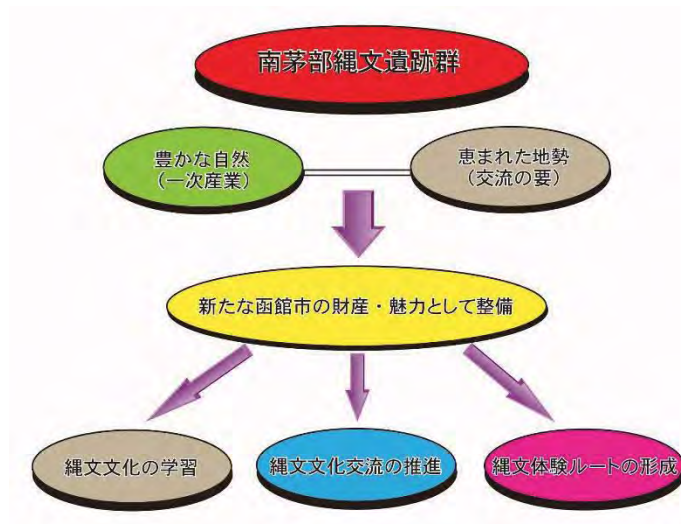 南茅部縄文遺跡群
豊かな自然
(一次産業)
恵まれた地勢
(交流の要)
新たな函館市の財産・魅力として整備
縄文文化の学習
縄文文化交流の推進
縄文体験ルートの形成